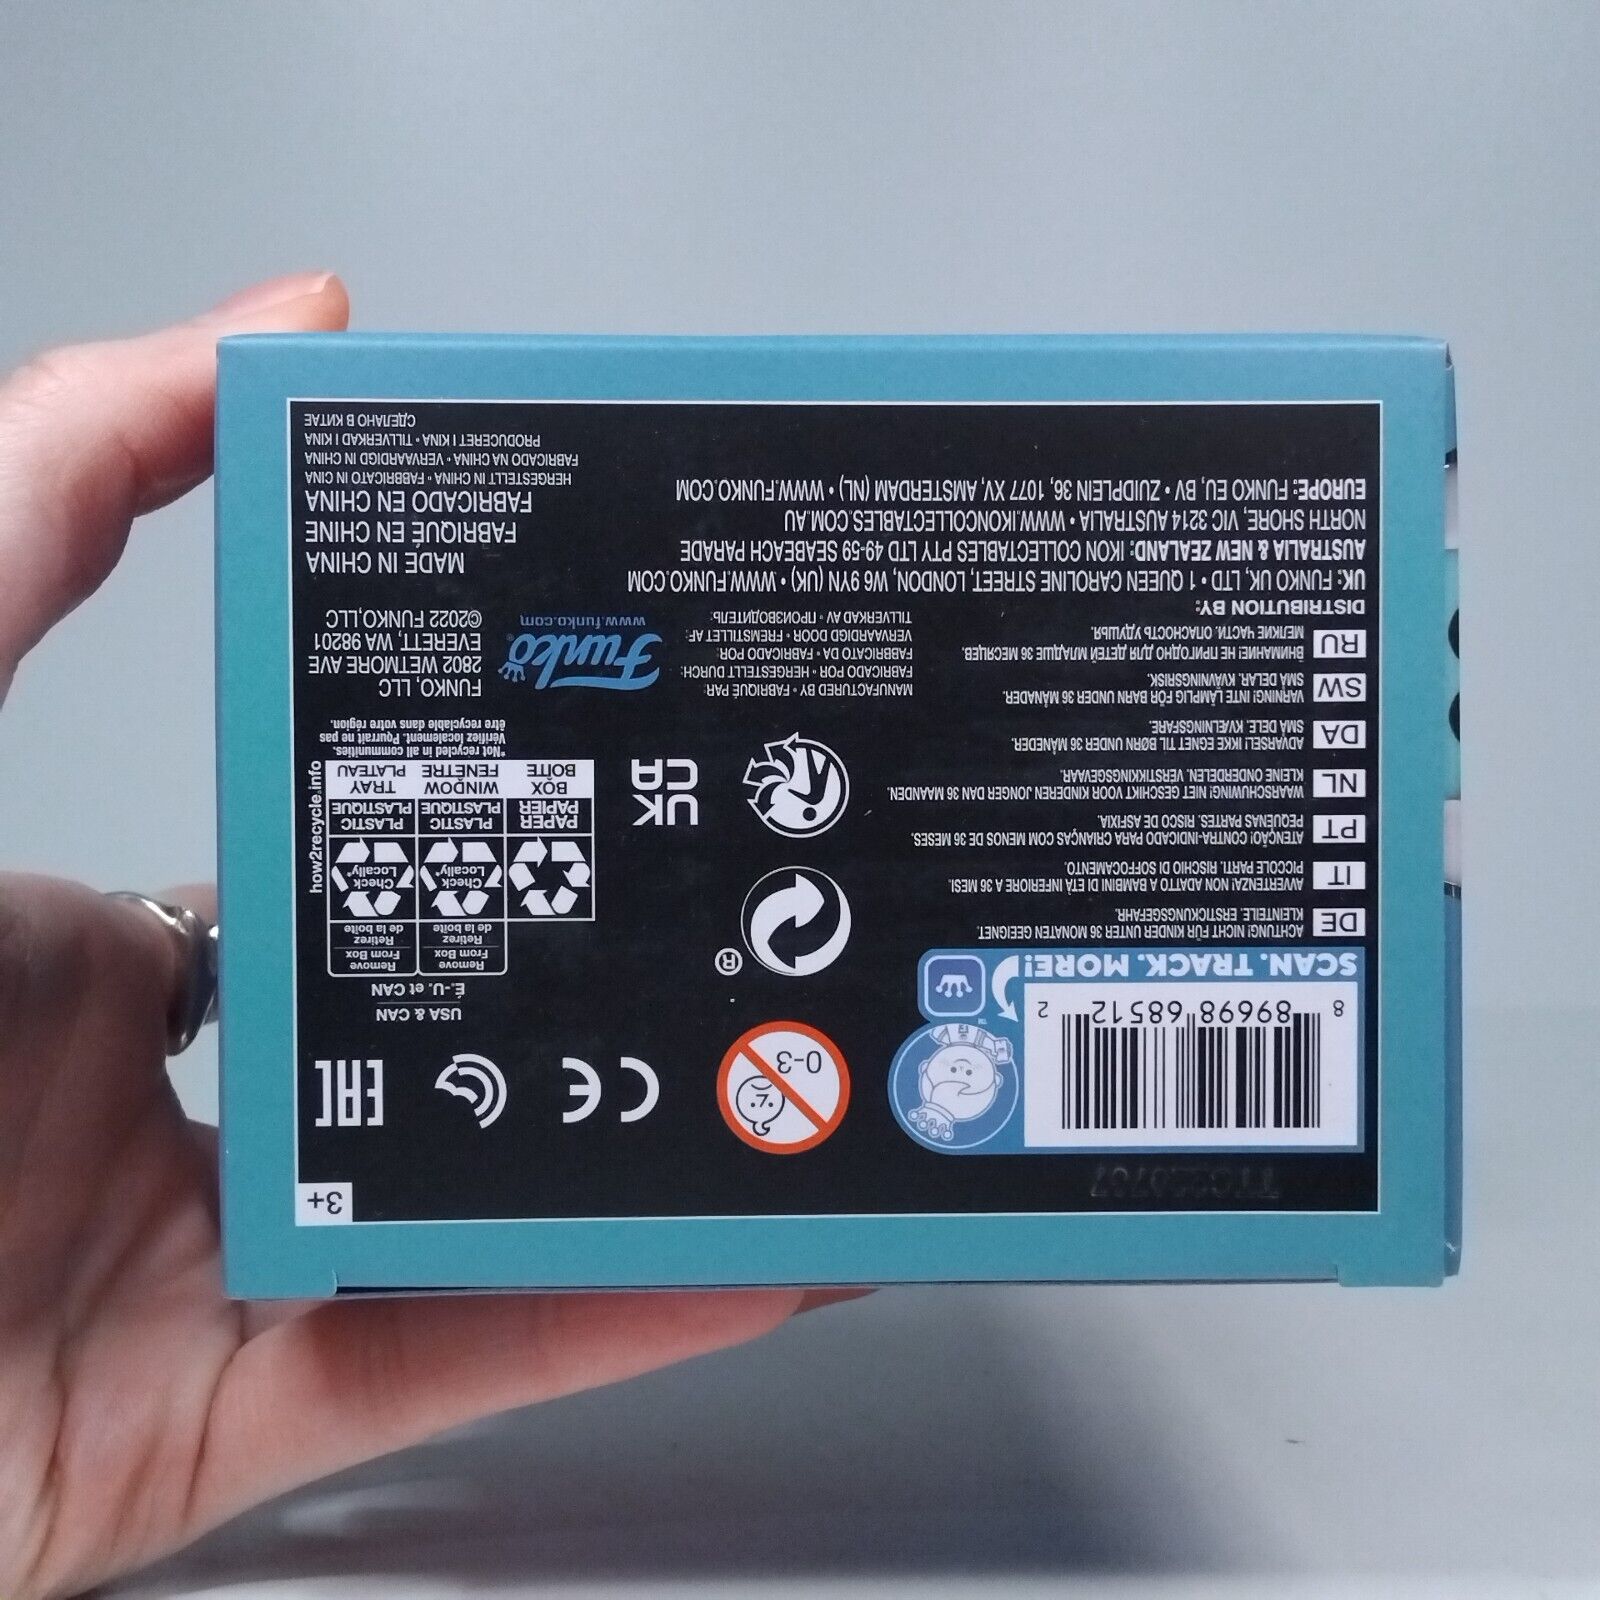 3+
TTC220707
8 89698 68512 2
™
SCAN. TRACK. MORE!
0-3
CE
EAC
USA & CAN
É.-U. et CAN
Remove
From Box
Retirez
de la boîte
Remove
From Box
Retirez
de la boîte
Check
Locally*
Check
Locally*
PAPER
PAPIER
PLASTIC
PLASTIQUE
PLASTIC
PLASTIQUE
BOX
BOÎTE
WINDOW
FENÊTRE
TRAY
PLATEAU
how2recycle.info
*Not recycled in all communities.
Vérifiez localement. Pourrait ne pas
être recyclable dans votre région.
®
UK
CA
DE
ACHTUNG! NICHT FÜR KINDER UNTER 36 MONATEN GEEIGNET.
KLEINTEILE. ERSTICKUNGSGEFAHR.
IT
AVERTENZA! NON ADATTO A BAMBINI DI ETÀ INFERIORE A 36 MESI.
PICCOLE PARTI. RISCHIO DI SOFFOCAMENTO.
PT
ATENÇÃO! CONTRA-INDICADO PARA CRIANÇAS COM MENOS DE 36 MESES.
PEQUENAS PARTES. RISCO DE ASFIXIA.
NL
WAARSCHUWING! NIET GESCHIKT VOOR KINDEREN JONGER DAN 36 MAANDEN.
KLEINE ONDERDELEN. VERSTIKKINGSGEVAAR.
DA
ADVARSEL! IKKE EGNET TIL BØRN UNDER 36 MÅNEDER.
SMÅ DELE. KVÆLNINGSFARE.
SW
VARNING! INTE LÄMPLIG FÖR BARN UNDER 36 MÅNADER.
SMÅ DELAR. KVÄVNINGSRISK.
RU
ВНИМАНИЕ! НЕ ПРИГОДНО ДЛЯ ДЕТЕЙ МЛАДШЕ 36 МЕСЯЦЕВ.
МЕЛКИЕ ЧАСТИ. ОПАСНОСТЬ УДУШЬЯ.
MANUFACTURED BY • FABRIQUÉ PAR
FABRICADO POR • HERGESTELLT DURCH:
FABBRICATO DA • FABRICADO POR:
VERVAARDIGD DOOR • FREMSTILLET AF:
TILLVERKAD AV • ПРОИЗВОДИТЕЛЬ:
Funko®
www.funko.com
FUNKO, LLC
2802 WETMORE AVE
EVERETT, WA 98201
©2022 FUNKO,LLC
DISTRIBUTION BY:
UK: FUNKO UK, LTD • 1 QUEEN CAROLINE STREET, LONDON, W6 9YN (UK) • WWW.FUNKO.COM
AUSTRALIA & NEW ZEALAND: IKON COLLECTABLES PTY LTD 49-59 SEABEACH PARADE
NORTH SHORE, VIC 3214 AUSTRALIA • WWW.IKONCOLLECTABLES.COM.AU
EUROPE: FUNKO EU, BV • ZUIDPLEIN 36, 1077 XV, AMSTERDAM (NL) • WWW.FUNKO.COM
MADE IN CHINA
FABRIQUÉ EN CHINE
FABRICADO EN CHINA
HERGESTELLT IN CHINA • FABBRICATO IN CINA
FABRICADO NA CHINA • VERVAARDIGD IN CHINA
PRODUCERET I KINA • TILLVERKAD I KINA
СДЕЛАНО В КИТАЕ